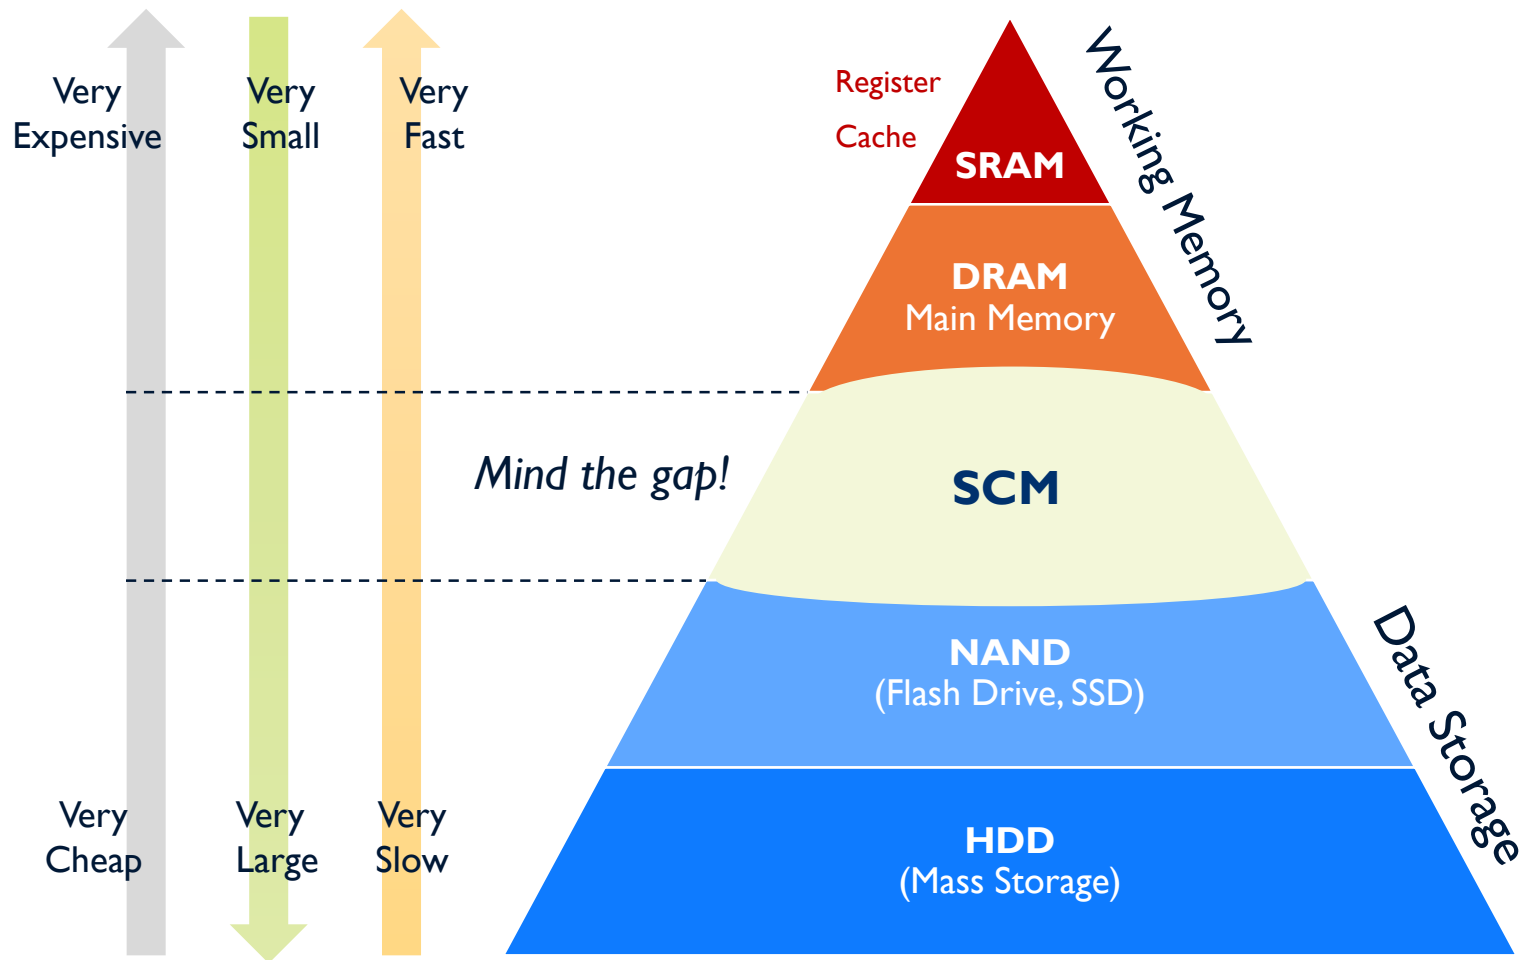 Very
Expensive
Very
Small
Very
Fast
Register
Cache
SRAM
Working Memory
DRAM
Main Memory
Mind the gap!
SCM
NAND
(Flash Drive, SSD)
Data Storage
Very
Cheap
Very
Large
Very
Slow
HDD
(Mass Storage)